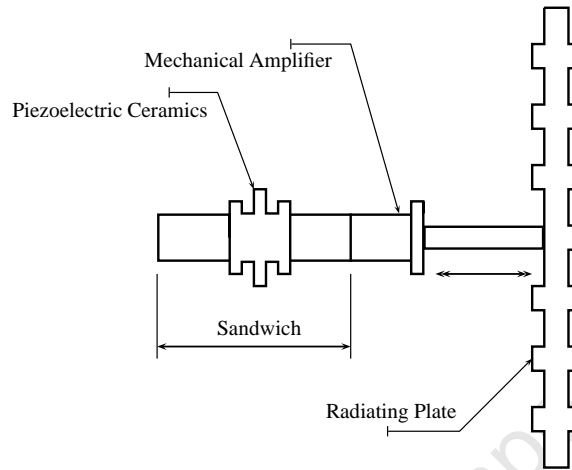 Mechanical Amplifier
Piezoelectric Ceramics
Sandwich
Radiating Plate